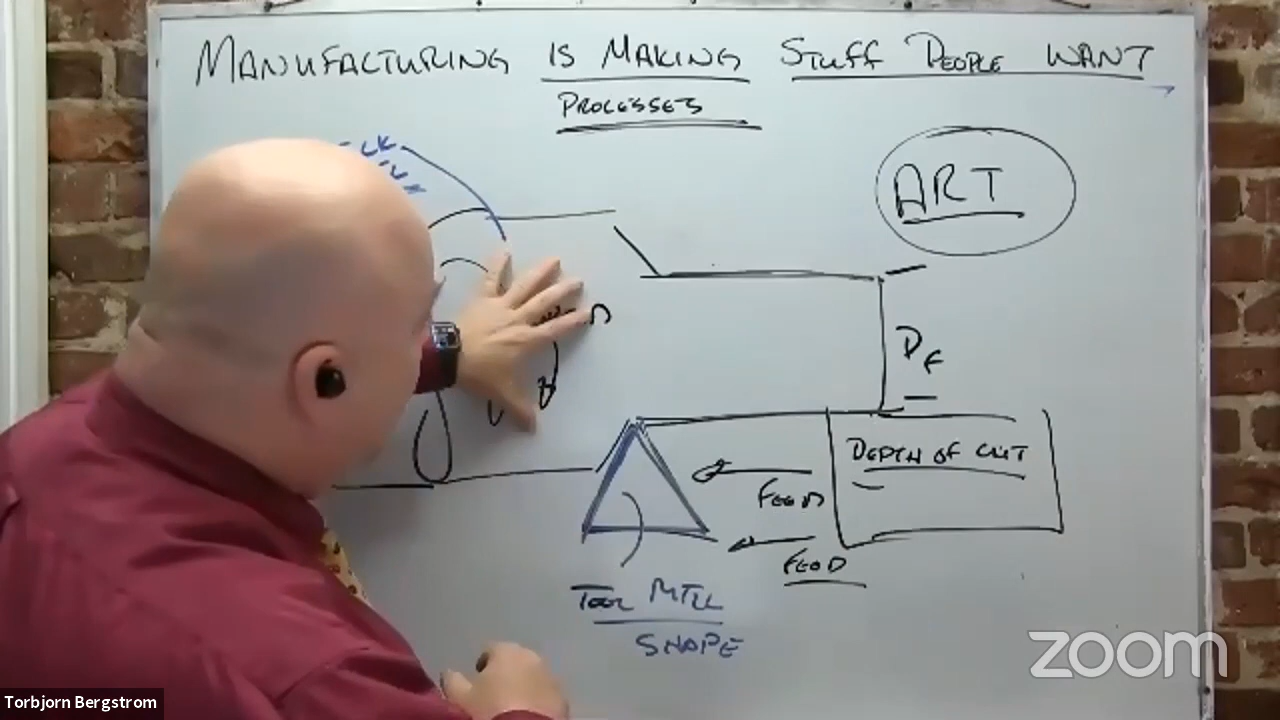 MANUFACTURING IS MAKING STUFF PEOPLE WANT
PROCESSES
ART
DF
DEPTH OF CUT
FEED
FEED
TOOL MTRL
SHAPE
zoom
Torbjorn Bergstrom